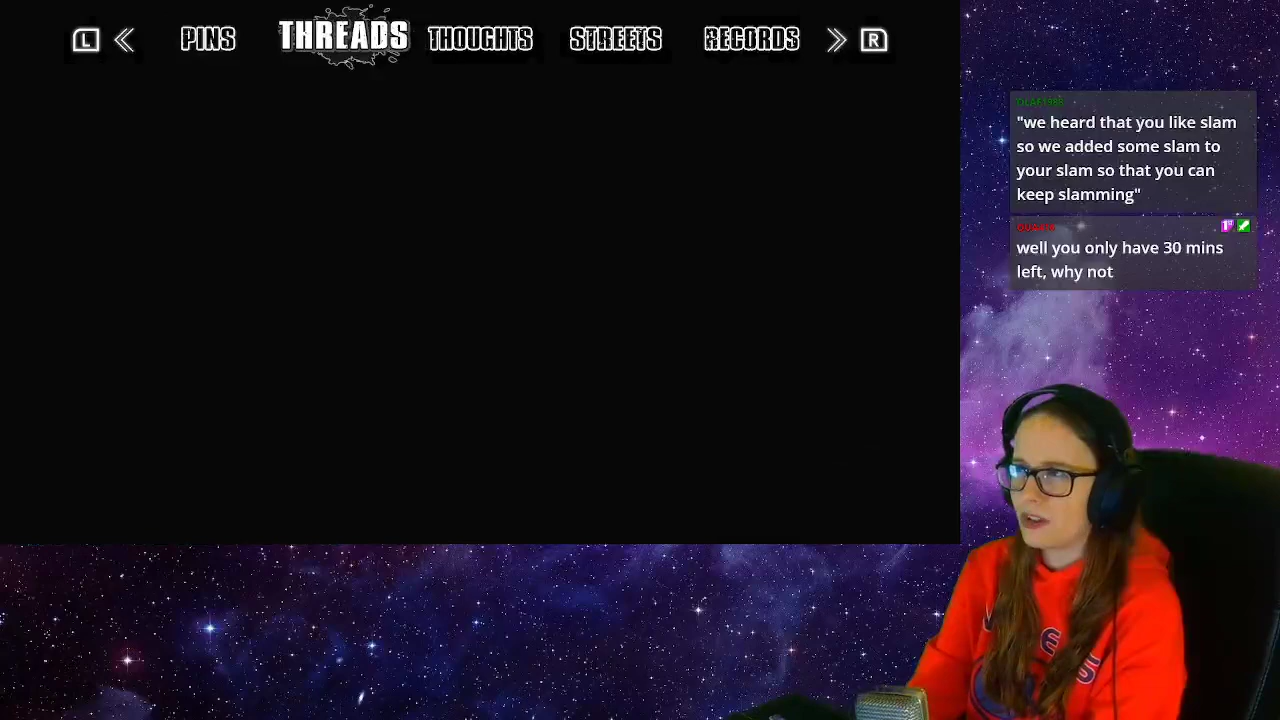 L PINS THREADS THOUGHTS STREETS RECORDS R
OLAF1988
"we heard that you like slam
so we added some slam to
your slam so that you can
keep slamming"
well you only have 30 mins
left, why not